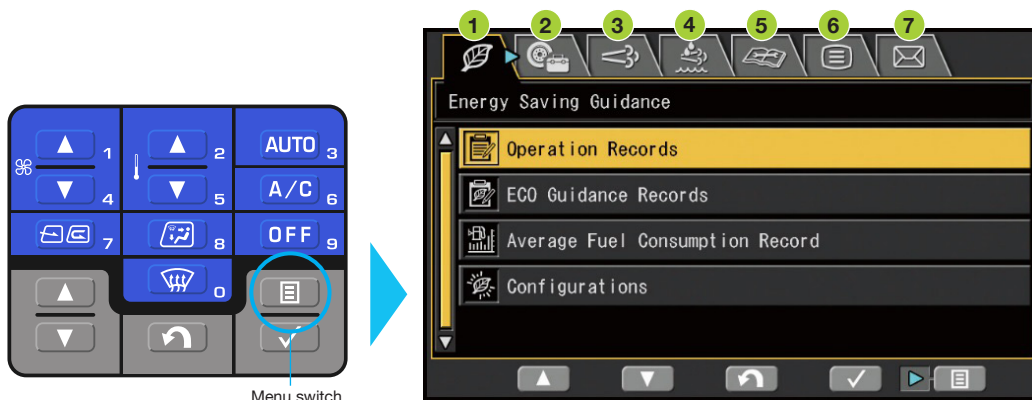 1 2 3 4 5 6 7
Energy Saving Guidance
Operation Records
ECO Guidance Records
Average Fuel Consumption Record
Configurations
1 2 AUTO 3
4 5 A/C 6
7 8 OFF 9
0
Menu switch